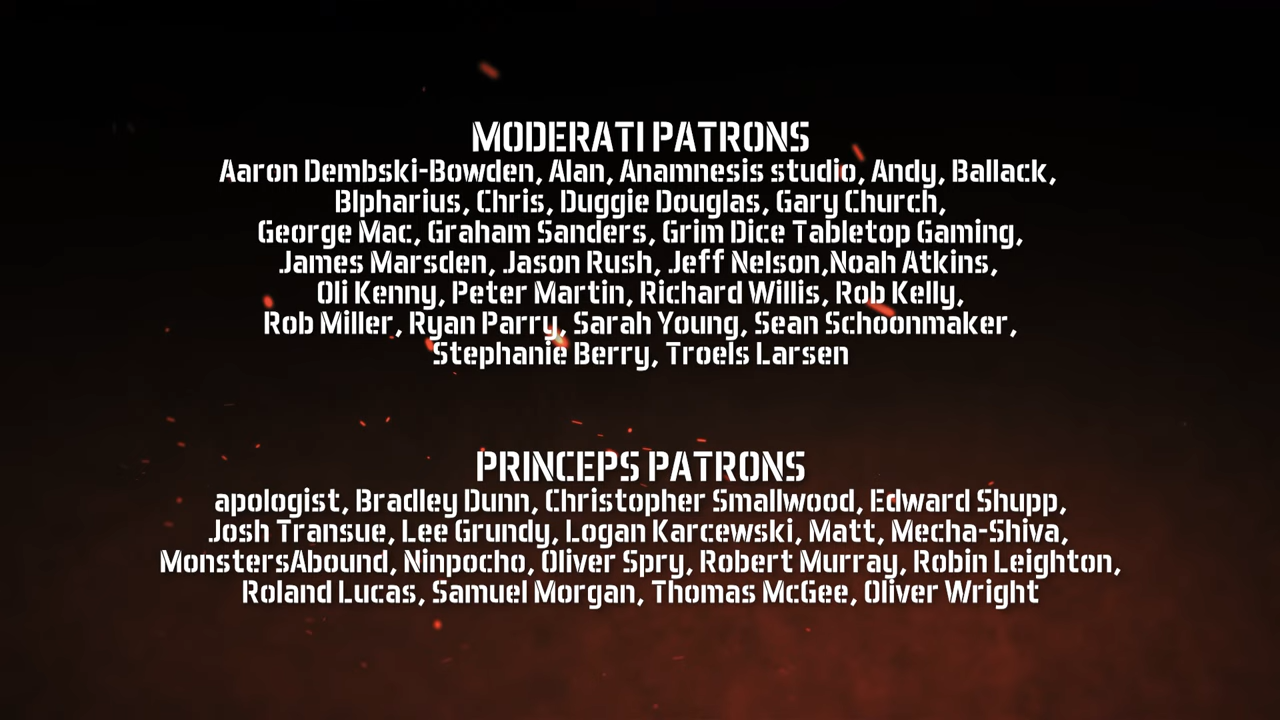 MODERATI PATRONS
Aaron Dembski-Bowden, Alan, Anamnesis studio, Andy, Ballack,
Blpharius, Chris, Duggie Douglas, Gary Church,
George Mac, Graham Sanders, Grim Dice Tabletop Gaming,
James Marsden, Jason Rush, Jeff Nelson,Noah Atkins,
Oli Kenny, Peter Martin, Richard Willis, Rob Kelly,
Rob Miller, Ryan Parry, Sarah Young, Sean Schoonmaker,
Stephanie Berry, Troels Larsen
PRINCEPS PATRONS
apologist, Bradley Dunn, Christopher Smallwood, Edward Shupp,
Josh Transue, Lee Grundy, Logan Karcewski, Matt, Mecha-Shiva,
MonstersAbound, Ninpocho, Oliver Spry, Robert Murray, Robin Leighton,
Roland Lucas, Samuel Morgan, Thomas McGee, Oliver Wright